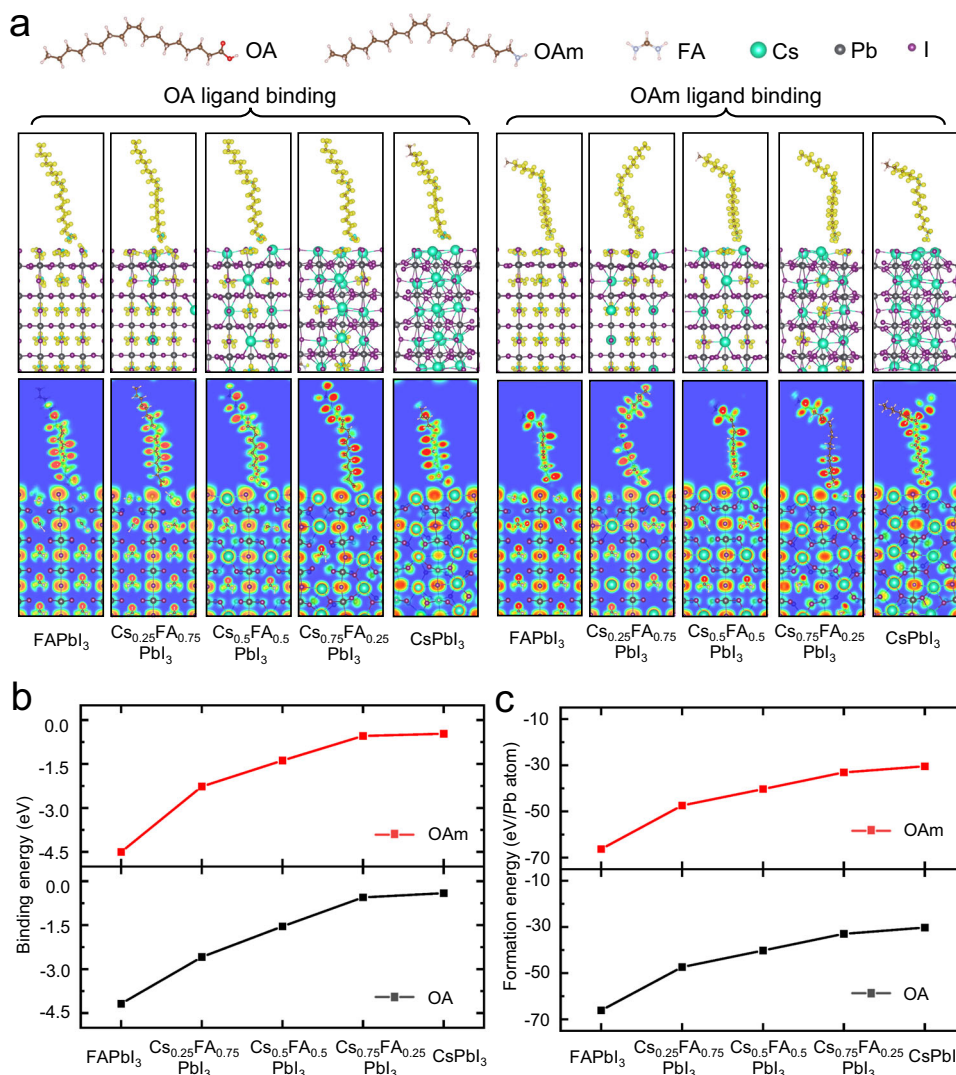 a
OA
OAm
FA
Cs
Pb
I
OA ligand binding
OAm ligand binding
FAPbI₃
Cs₀.₂₅FA₀.₇₅
PbI₃
Cs₀.₅FA₀.₅
PbI₃
Cs₀.₇₅FA₀.₂₅
PbI₃
CsPbI₃
FAPbI₃
Cs₀.₂₅FA₀.₇₅
PbI₃
Cs₀.₅FA₀.₅
PbI₃
Cs₀.₇₅FA₀.₂₅
PbI₃
CsPbI₃
b
Binding energy (eV)
0.0
-1.5
-3.0
-4.5
OAm
0.0
-1.5
-3.0
-4.5
OA
FAPbI₃
Cs₀.₂₅FA₀.₇₅
PbI₃
Cs₀.₅FA₀.₅
PbI₃
Cs₀.₇₅FA₀.₂₅
PbI₃
CsPbI₃
c
Formation energy (eV/Pb atom)
-10
-30
-50
-70
OAm
-10
-30
-50
-70
OA
FAPbI₃
Cs₀.₂₅FA₀.₇₅
PbI₃
Cs₀.₅FA₀.₅
PbI₃
Cs₀.₇₅FA₀.₂₅
PbI₃
CsPbI₃